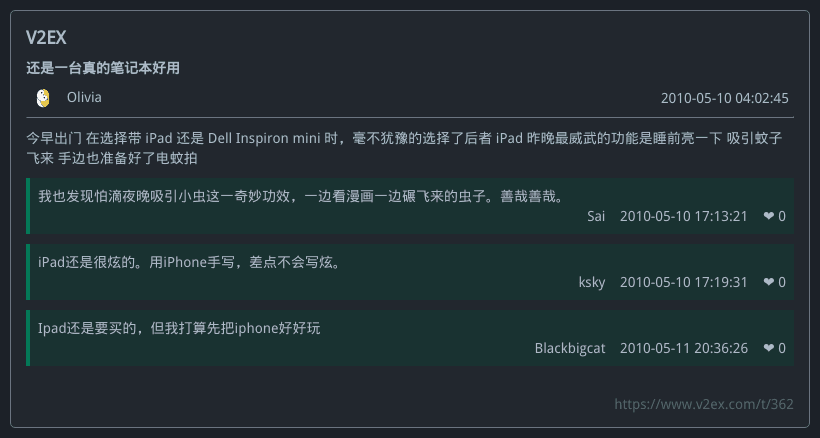 V2EX
还是一台真的笔记本好用
Olivia 2010-05-10 04:02:45
今早出门 在选择带 iPad 还是 Dell Inspiron mini 时，毫不犹豫的选择了后者 iPad 昨晚最威武的功能是睡前亮一下 吸引蚊子
飞来 手边也准备好了电蚊拍
我也发现怕滴夜晚吸引小虫这一奇妙功效，一边看漫画一边碾飞来的虫子。善哉善哉。
Sai 2010-05-10 17:13:21 ❤ 0
iPad还是很炫的。用iPhone手写，差点不会写炫。
ksky 2010-05-10 17:19:31 ❤ 0
Ipad还是要买的，但我打算先把iphone好好玩
Blackbigcat 2010-05-11 20:36:26 ❤ 0
https://www.v2ex.com/t/362